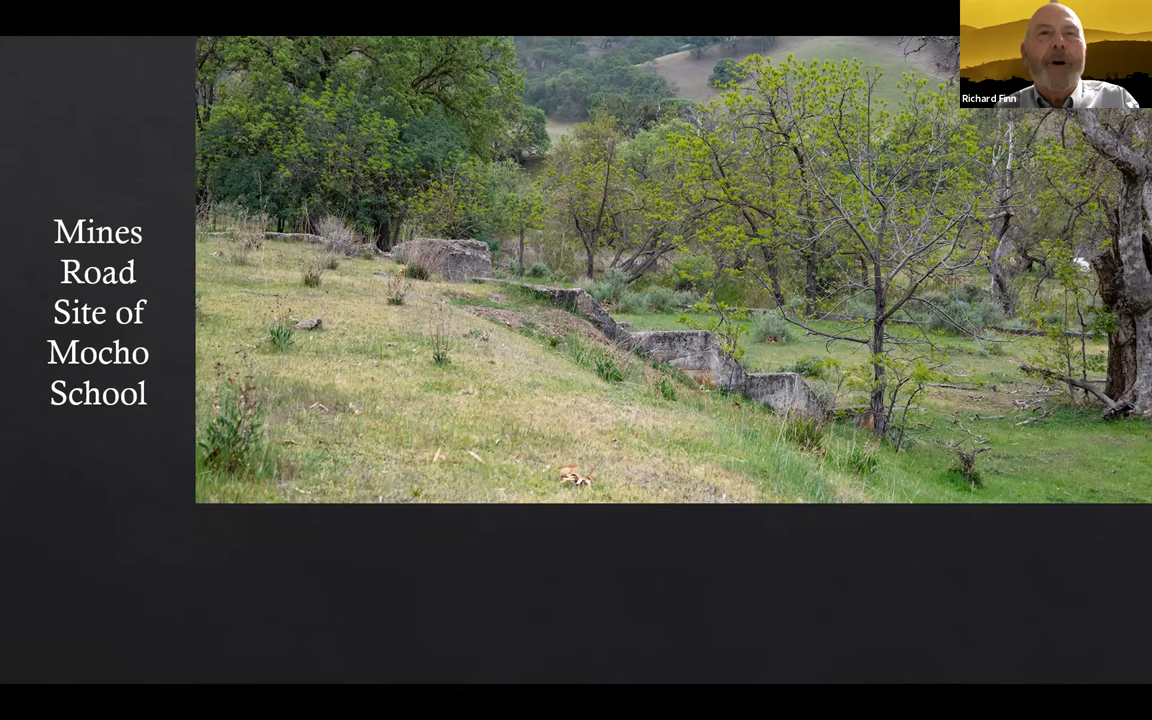 Mines
Road
Site of
Mocho
School
Richard Finn